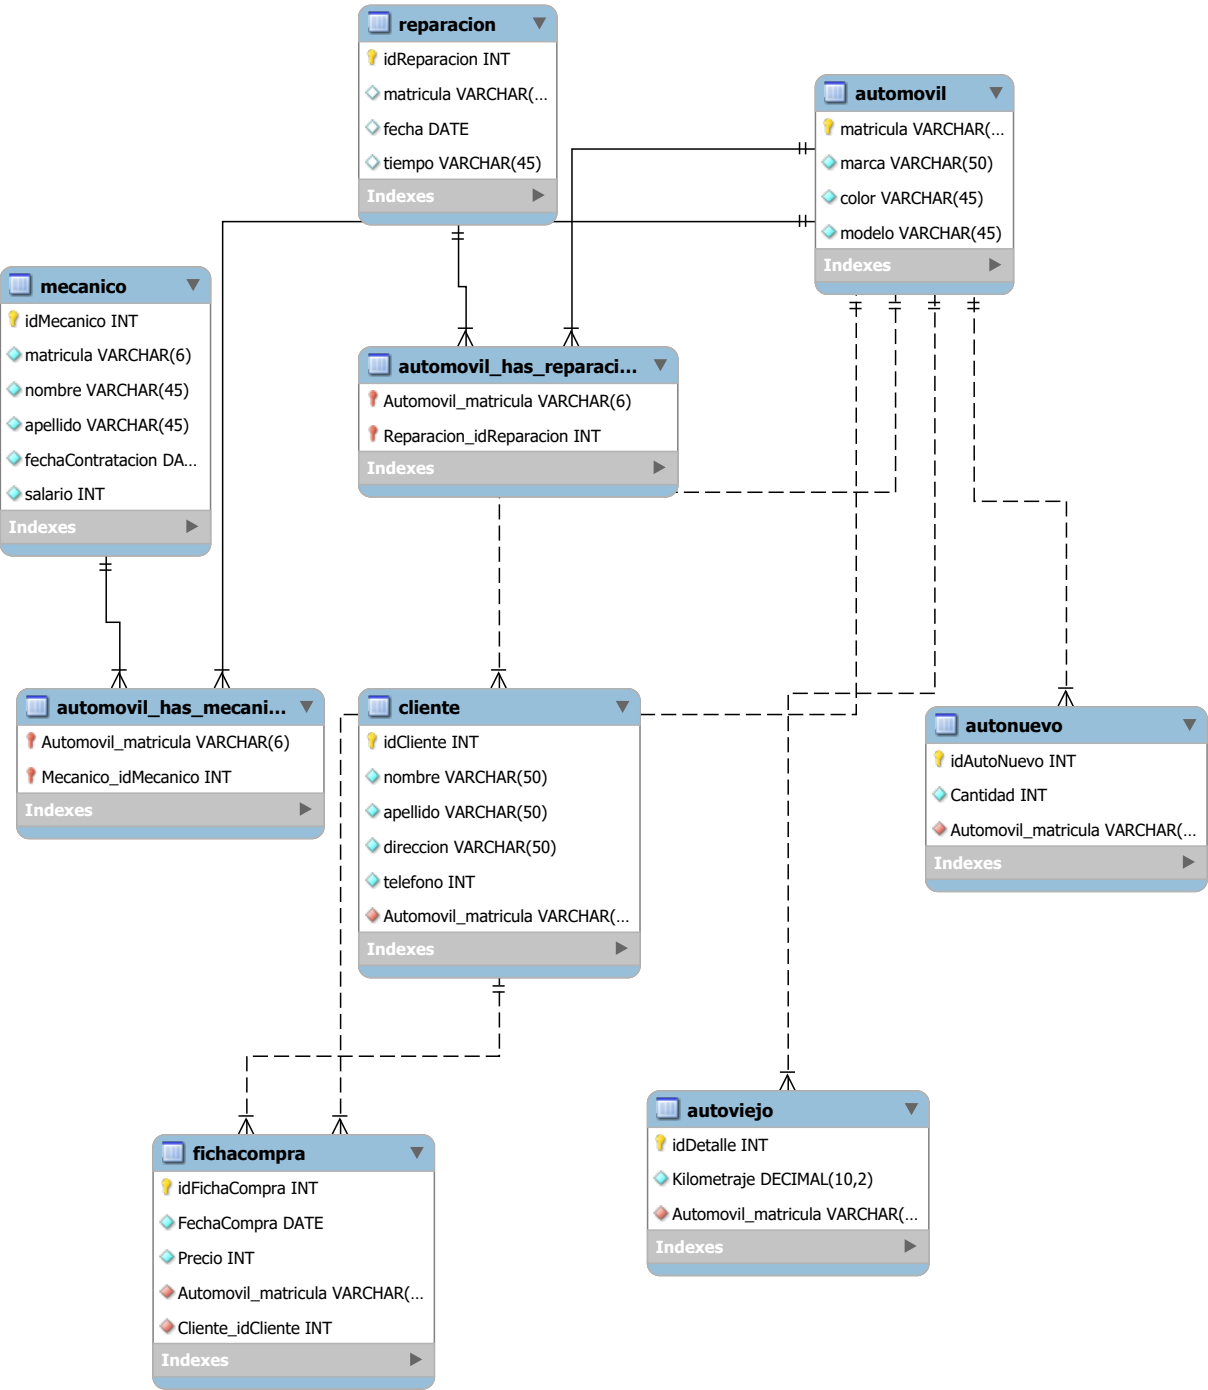 reparacion
idReparacion INT
matricula VARCHAR(...
fecha DATE
tiempo VARCHAR(45)
Indexes
automovil
matricula VARCHAR(...
marca VARCHAR(50)
color VARCHAR(45)
modelo VARCHAR(45)
Indexes
mecanico
idMecanico INT
matricula VARCHAR(6)
nombre VARCHAR(45)
apellido VARCHAR(45)
fechaContratacion DA...
salario INT
Indexes
automovil_has_reparaci...
Automovil_matricula VARCHAR(6)
Reparacion_idReparacion INT
Indexes
automovil_has_mecani...
Automovil_matricula VARCHAR(6)
Mecanico_idMecanico INT
Indexes
cliente
idCliente INT
nombre VARCHAR(50)
apellido VARCHAR(50)
direccion VARCHAR(50)
telefono INT
Automovil_matricula VARCHAR(...
Indexes
autonuevo
idAutoNuevo INT
Cantidad INT
Automovil_matricula VARCHAR(...
Indexes
autoviejo
idDetalle INT
Kilometraje DECIMAL(10,2)
Automovil_matricula VARCHAR(...
Indexes
fichacompra
idFichaCompra INT
FechaCompra DATE
Precio INT
Automovil_matricula VARCHAR(...
Cliente_idCliente INT
Indexes